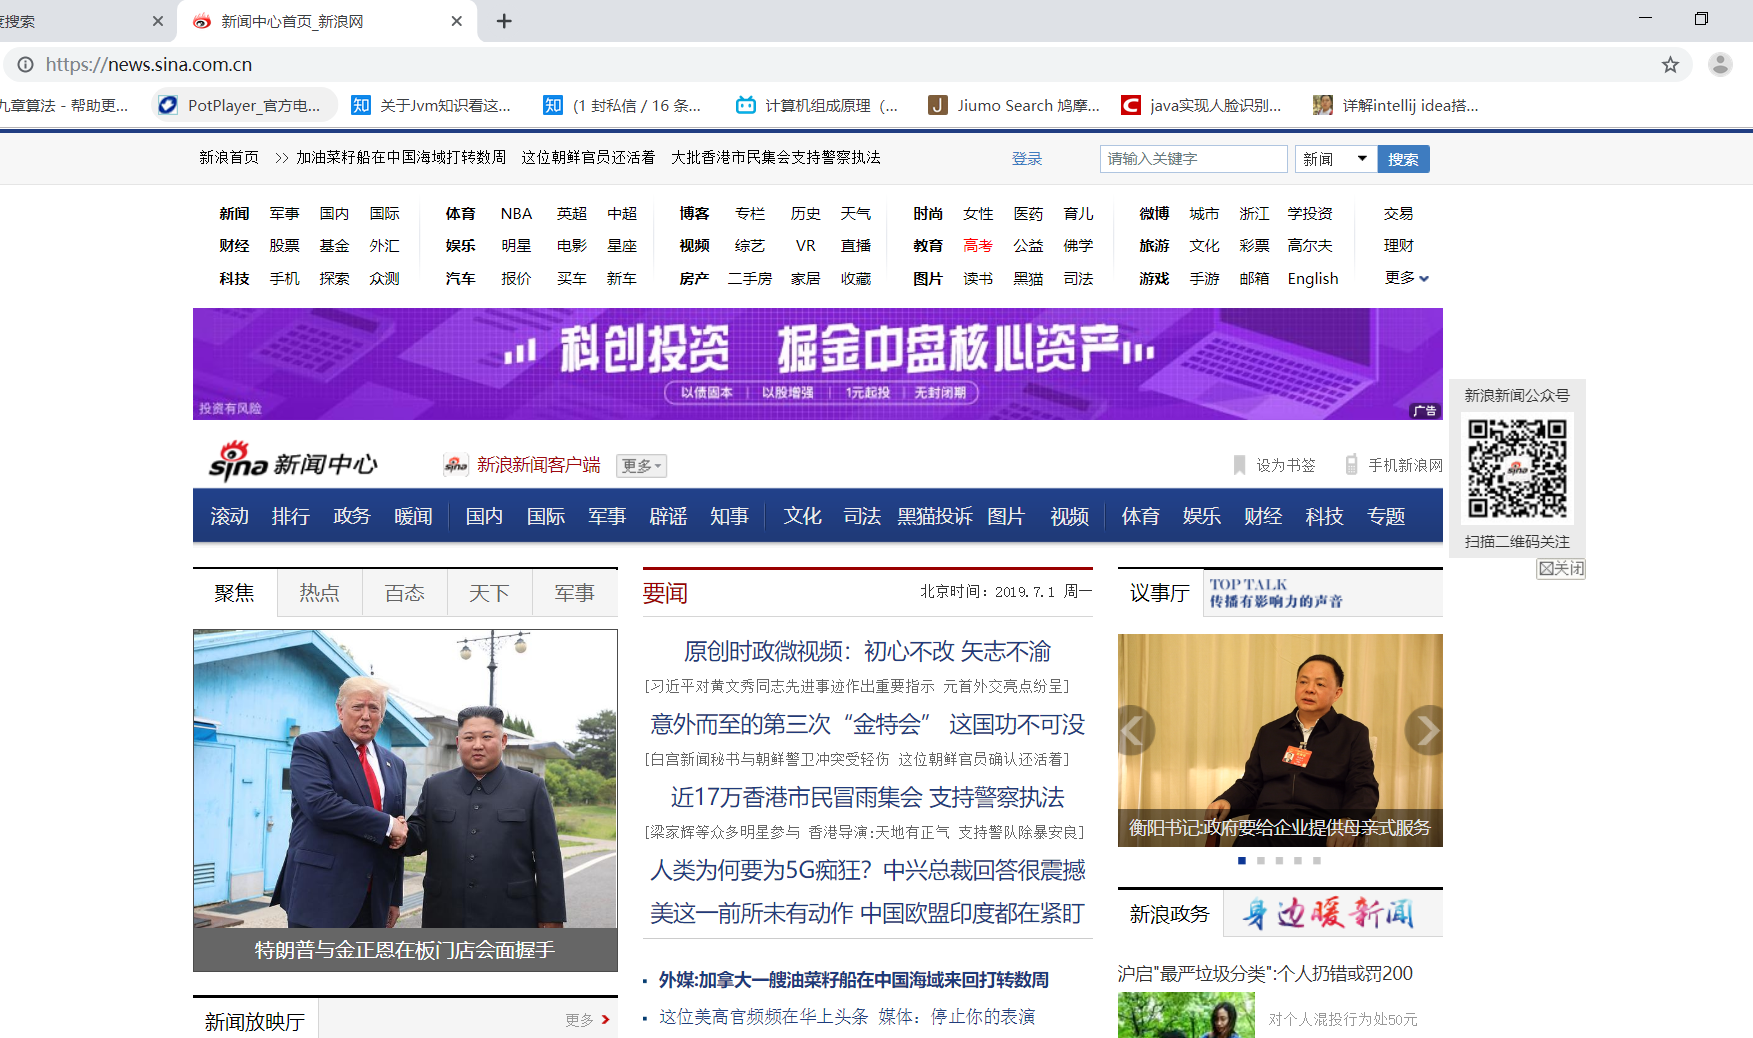 度搜索
新闻中心首页_新浪网
https://news.sina.com.cn
九章算法 - 帮助更...
PotPlayer_官方电...
知 关于Jvm知识看这...
知 (1 封私信 / 16 条...
计算机组成原理（...
J Jiumo Search 鸠摩...
C java实现人脸识别...
详解intellij idea搭...
新浪首页 >> 加油菜籽船在中国海域打转数周 这位朝鲜官员还活着 大批香港市民集会支持警察执法
登录
请输入关键字
新闻
搜索
新闻 军事 国内 国际 体育 NBA 英超 中超 博客 专栏 历史 天气 时尚 女性 医药 育儿 微博 城市 浙江 学投资 交易
财经 股票 基金 外汇 娱乐 明星 电影 星座 视频 综艺 VR 直播 教育 高考 公益 佛学 旅游 文化 彩票 高尔夫 理财
科技 手机 探索 众测 汽车 报价 买车 新车 房产 二手房 家居 收藏 图片 读书 黑猫 司法 游戏 手游 邮箱 English 更多
科创投资 掘金中盘核心资产
以债固本 | 以股增强 | 1元起投 | 无封闭期
投资有风险
广告
sina 新闻中心
sina 新浪新闻客户端
更多
设为书签
手机新浪网
滚动 排行 政务 暖闻 国内 国际 军事 辟谣 知事 文化 司法 黑猫投诉 图片 视频 体育 娱乐 财经 科技 专题
新浪新闻公众号
sina
扫描二维码关注
关闭
聚焦 热点 百态 天下 军事
特朗普与金正恩在板门店会面握手
新闻放映厅
更多
要闻
北京时间：2019.7.1 周一
原创时政微视频：初心不改 矢志不渝
[习近平对黄文秀同志先进事迹作出重要指示 元首外交亮点纷呈]
意外而至的第三次“金特会” 这国功不可没
[白宫新闻秘书与朝鲜警卫冲突受轻伤 这位朝鲜官员确认还活着]
近17万香港市民冒雨集会 支持警察执法
[梁家辉等众多明星参与 香港导演:天地有正气 支持警队除暴安良]
人类为何要为5G痴狂？中兴总裁回答很震撼
美这一前所未有动作 中国欧盟印度都在紧盯
外媒:加拿大一艘油菜籽船在中国海域来回打转数周
这位美高官频频在华上头条 媒体：停止你的表演
议事厅
TOP TALK
传播有影响力的声音
衡阳书记:政府要给企业提供母亲式服务
新浪政务
身边暖新闻
沪启"最严垃圾分类":个人扔错或罚200
对个人混投行为处50元